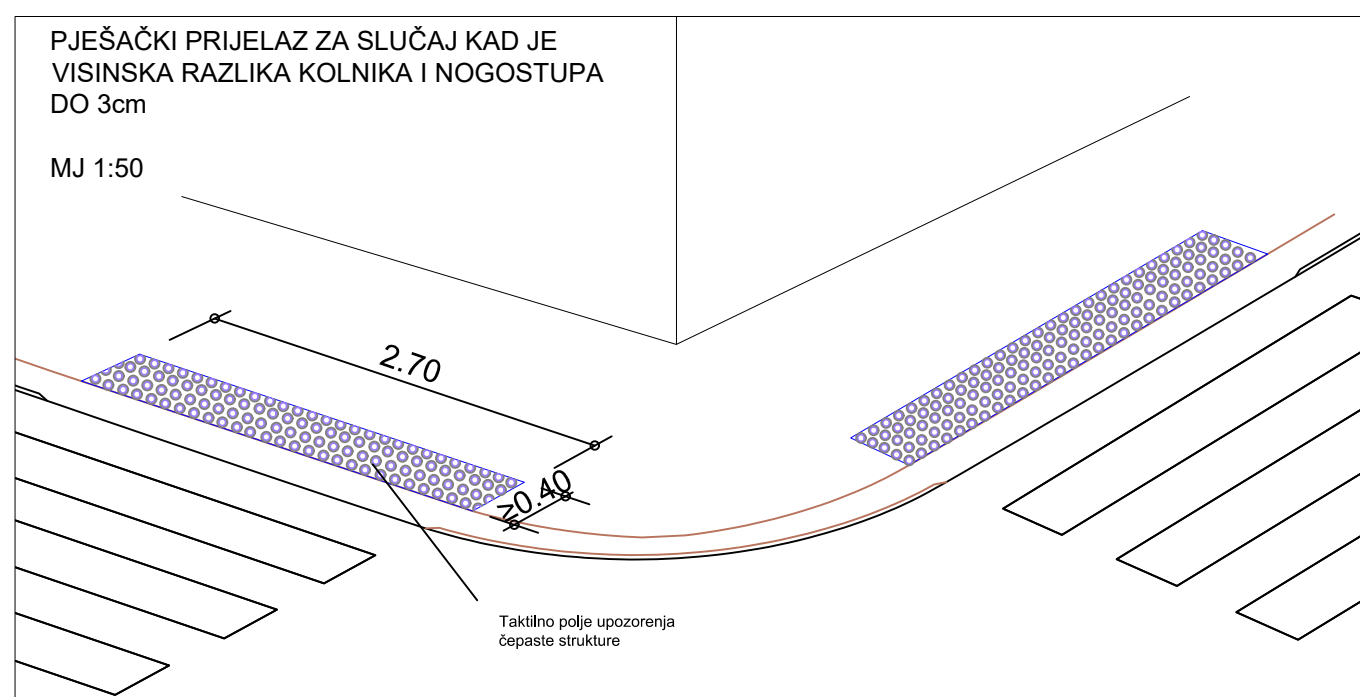 PJEŠAČKI PRIJELAZ ZA SLUČAJ KAD JE
VISINSKA RAZLIKA KOLNIKA I NOGOSTUPA
DO 3cm
MJ 1:50
2.70
≥0.40
Taktilno polje upozorenja
čepaste strukture